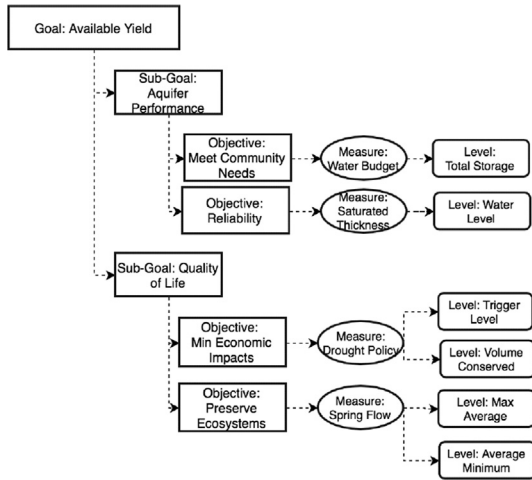 Goal: Available Yield
Sub-Goal:
Aquifer
Performance
Objective:
Meet Community
Needs
Measure:
Water Budget
Level:
Total Storage
Objective:
Reliability
Measure:
Saturated
Thickness
Level: Water
Level
Sub-Goal: Quality
of Life
Objective:
Min Economic
Impacts
Measure:
Drought Policy
Level: Trigger
Level
Level: Volume
Conserved
Objective:
Preserve
Ecosystems
Measure:
Spring Flow
Level: Max
Average
Level: Average
Minimum